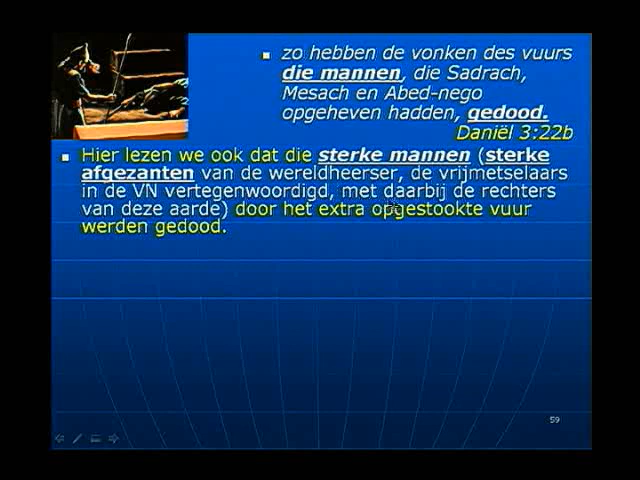 zo hebben de vonken des vuurs
die mannen, die Sadrach,
Mesach en Abed-nego
opgeheven hadden, gedood.
Daniël 3:22b
Hier lezen we ook dat die sterke mannen (sterke
afgezanten van de wereldheerser, de vrijmetselaars
in de VN vertegenwoordigd, met daarbij de rechters
van deze aarde) door het extra opgestookte vuur
werden gedood.
59